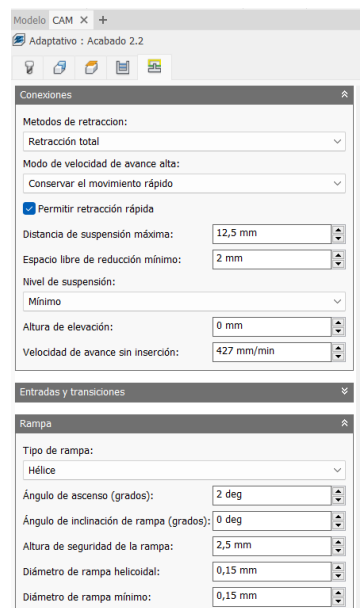 Modelo CAM × +
Adaptativo : Acabado 2.2
Conexiones
Metodos de retraccion:
Retracción total
Modo de velocidad de avance alta:
Conservar el movimiento rápido
Permitir retracción rápida
Distancia de suspensión máxima: 12,5 mm
Espacio libre de reducción mínimo: 2 mm
Nivel de suspensión:
Mínimo
Altura de elevación: 0 mm
Velocidad de avance sin inserción: 427 mm/min
Entradas y transiciones
Rampa
Tipo de rampa:
Hélice
Ángulo de ascenso (grados): 2 deg
Ángulo de inclinación de rampa (grados): 0 deg
Altura de seguridad de la rampa: 2,5 mm
Diámetro de rampa helicoidal: 0,15 mm
Diámetro de rampa mínimo: 0,15 mm